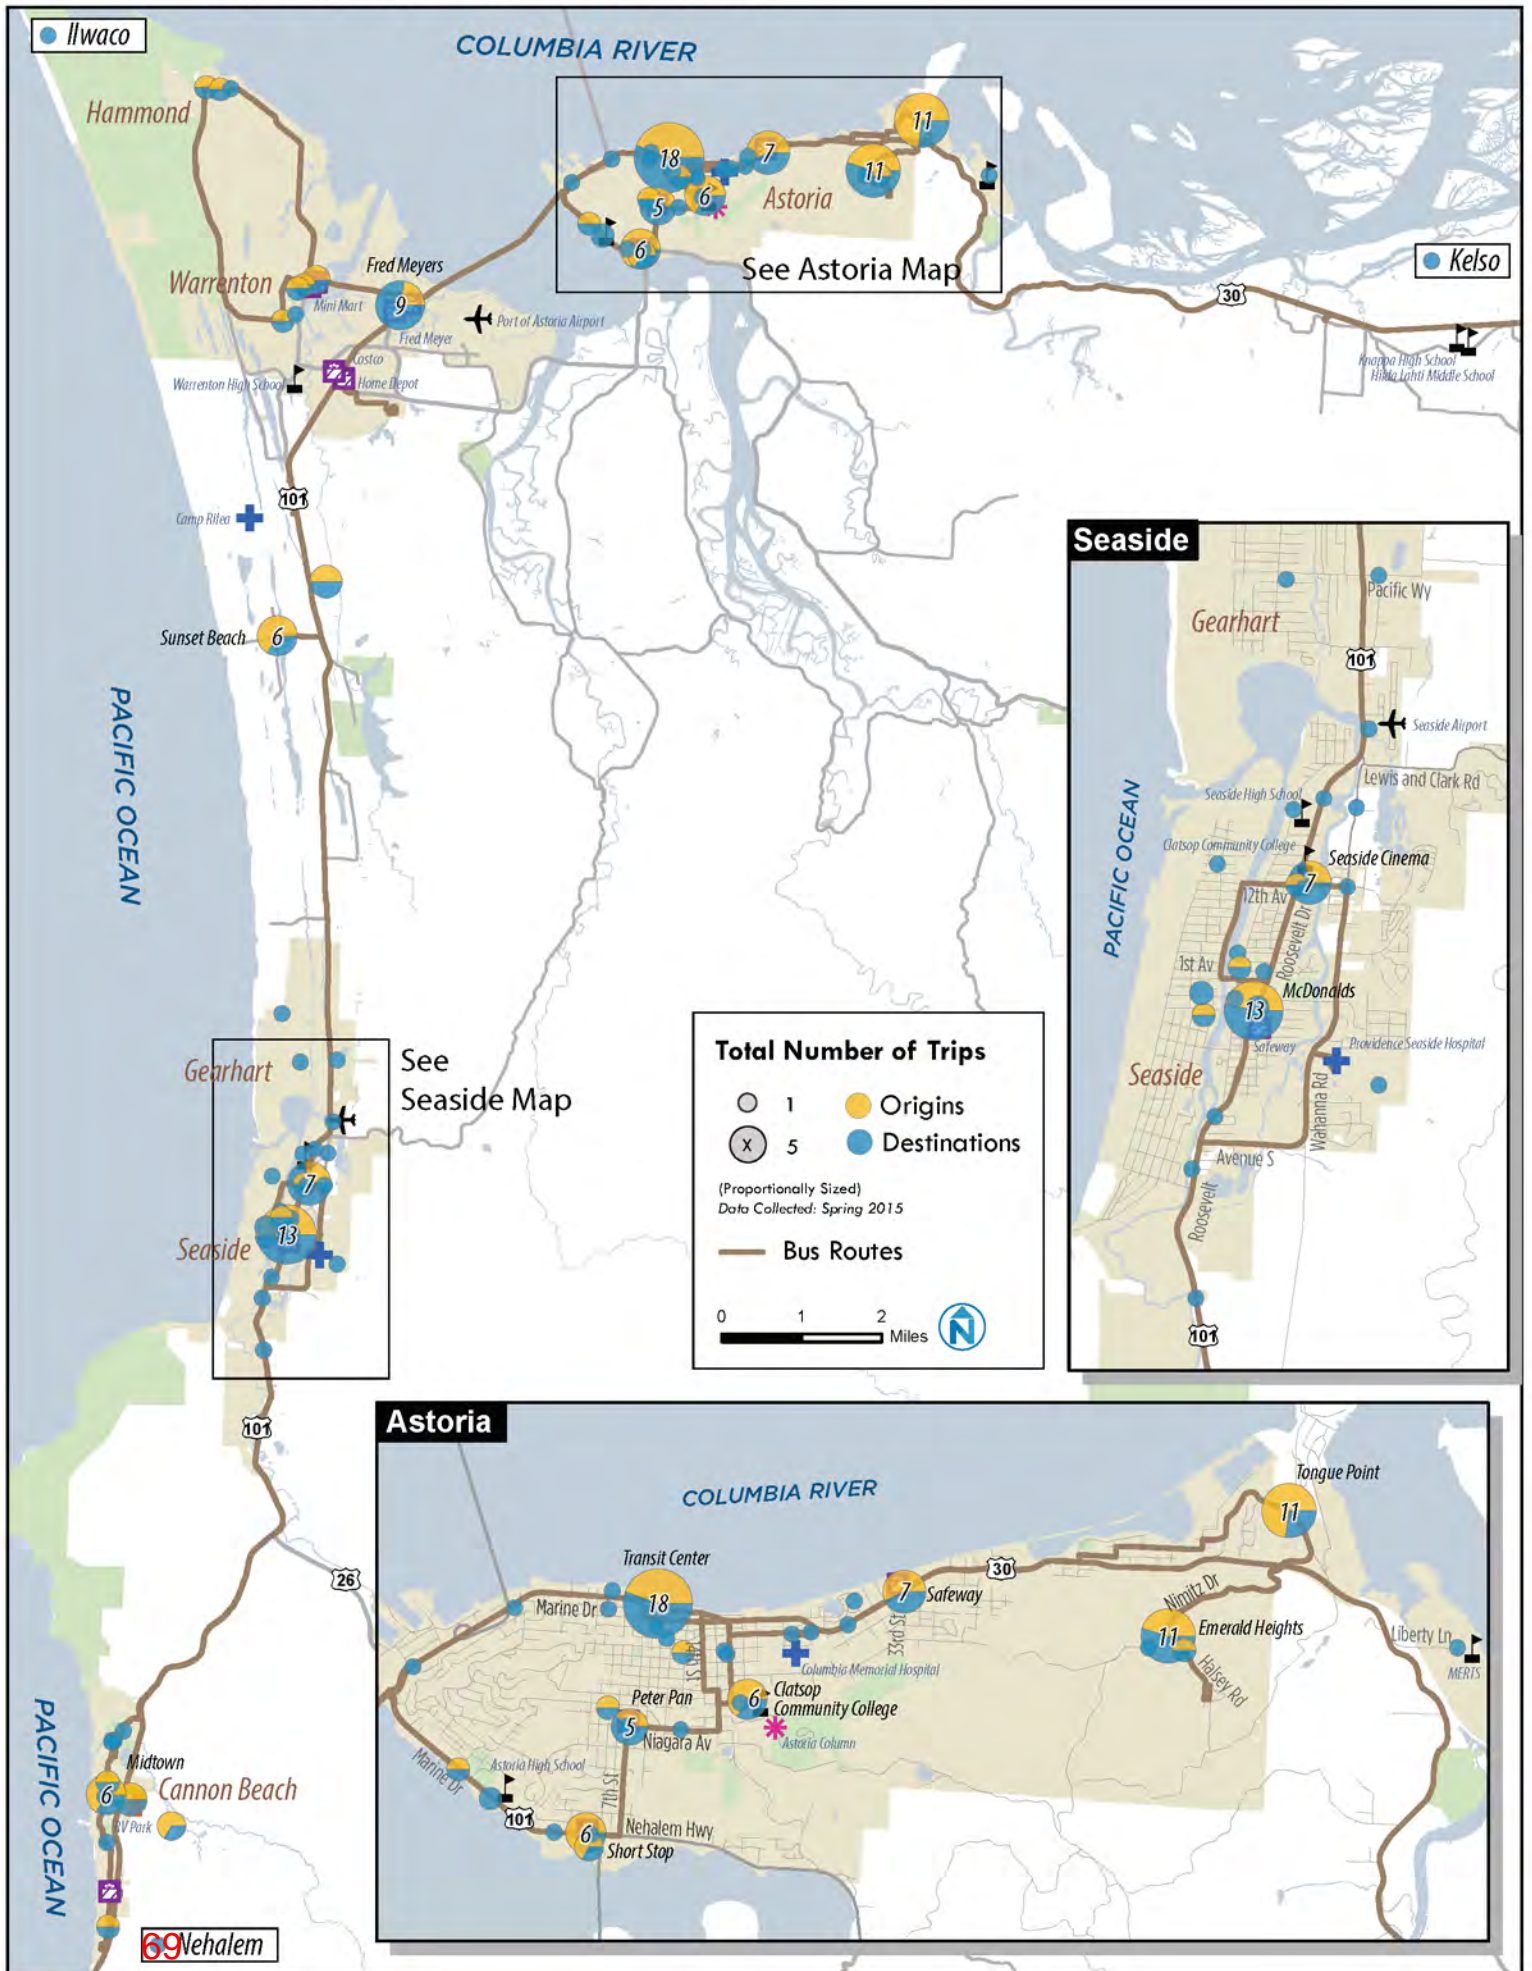 Ilwaco
COLUMBIA RIVER
Hammond
11
18
7
11
5
6
Astoria
6
See Astoria Map
Kelso
Warrenton
Fred Meyers
9
Mini Mart
Fred Meyer
Port of Astoria Airport
30
Knappa High School
Hilda Lahti Middle School
Costco
Home Depot
Warrenton High School
101
Camp Rilea
Sunset Beach
6
PACIFIC OCEAN
Gearhart
See
Seaside Map
7
13
Seaside
101
26
Seaside
Gearhart
Pacific Wy
101
Seaside Airport
Lewis and Clark Rd
Seaside High School
Clatsop Community College
Seaside Cinema
7
12th Av
Roosevelt Dr
1st Av
McDonalds
13
Safeway
Providence Seaside Hospital
Seaside
Wahanna Rd
Avenue S
Roosevelt
101
PACIFIC OCEAN
Total Number of Trips
1
Origins
x
5
Destinations
(Proportionally Sized)
Data Collected: Spring 2015
Bus Routes
0
1
2
Miles
N
Astoria
COLUMBIA RIVER
Tongue Point
11
Transit Center
18
Marine Dr
7
Safeway
30
33rd St
Nimitz Dr
11
Emerald Heights
Halsey Rd
Liberty Ln
MERTS
Columbia Memorial Hospital
6
Clatsop
Community College
Astoria Column
Peter Pan
5
Niagara Av
Astoria High School
Marine Dr
101
7th St
6
Nehalem Hwy
Short Stop
PACIFIC OCEAN
Midtown
6
Cannon Beach
RV Park
69
Nehalem